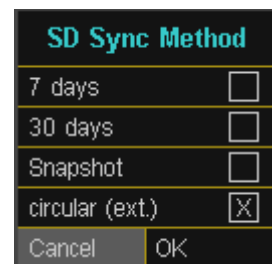 SD Sync Method
7 days
30 days
Snapshot
circular (ext.) X
Cancel OK